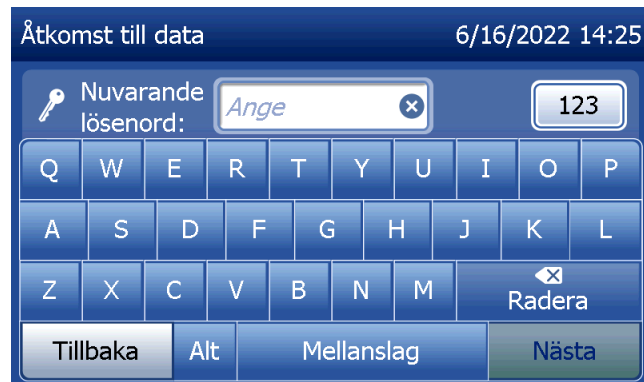 Åtkomst till data 6/16/2022 14:25
Nuvarande
lösenord: Ange 123
Q W E R T Y U I O P
A S D F G H J K L
Z X C V B N M Radera
Tillbaka Alt Mellanslag Nästa